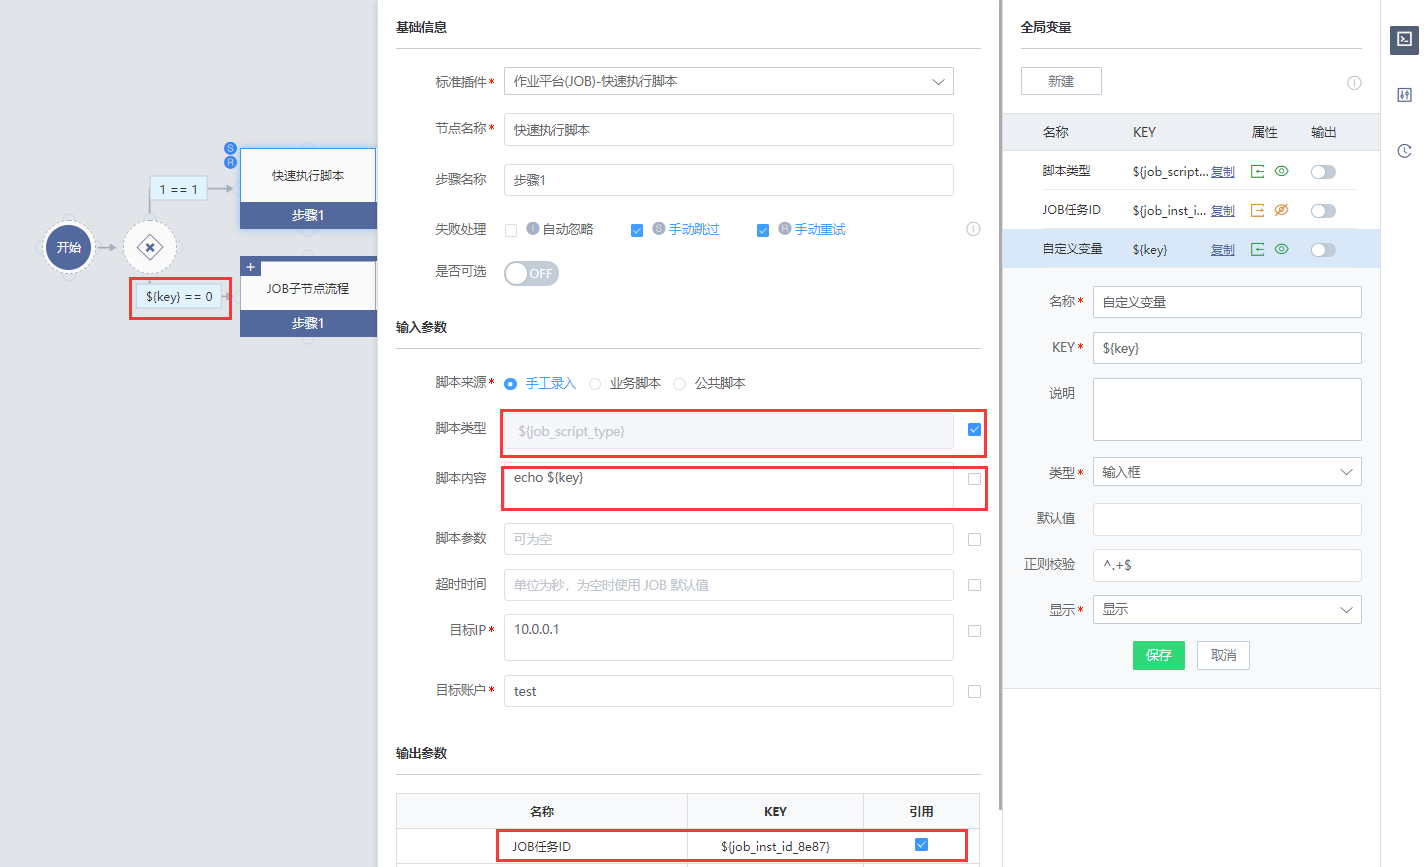 开始
1 == 1
${key} == 0
S
R
快速执行脚本
步骤1
+
JOB子节点流程
步骤1
基础信息
标准插件* 作业平台(JOB)-快速执行脚本
节点名称* 快速执行脚本
步骤名称 步骤1
失败处理 I 自动忽略 S 手动跳过 R 手动重试
是否可选 OFF
输入参数
脚本来源* 手工录入 业务脚本 公共脚本
脚本类型 ${job_script_type}
脚本内容 echo ${key}
脚本参数 可为空
超时时间 单位为秒，为空时使用 JOB 默认值
目标IP* 10.0.0.1
目标账户* test
输出参数
名称 KEY 引用
JOB任务ID ${job_inst_id_8e87}
全局变量
新建
名称 KEY 属性 输出
脚本类型 ${job_script... 复制
JOB任务ID ${job_inst_i... 复制
自定义变量 ${key} 复制
名称* 自定义变量
KEY* ${key}
说明
类型* 输入框
默认值
正则校验 ^.+$
显示* 显示
保存 取消